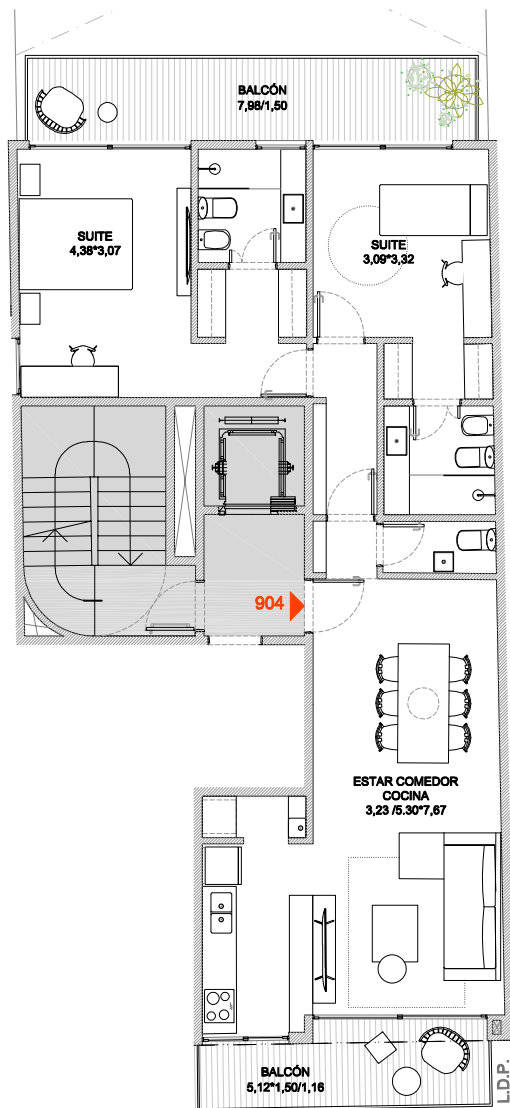 BALCÓN
7,98/1,50
SUITE
4,38*3,07
SUITE
3,09*3,32
904
ESTAR COMEDOR
COCINA
3,23 /5.30*7,67
BALCÓN
5,12*1,50/1,16
L.D.P.